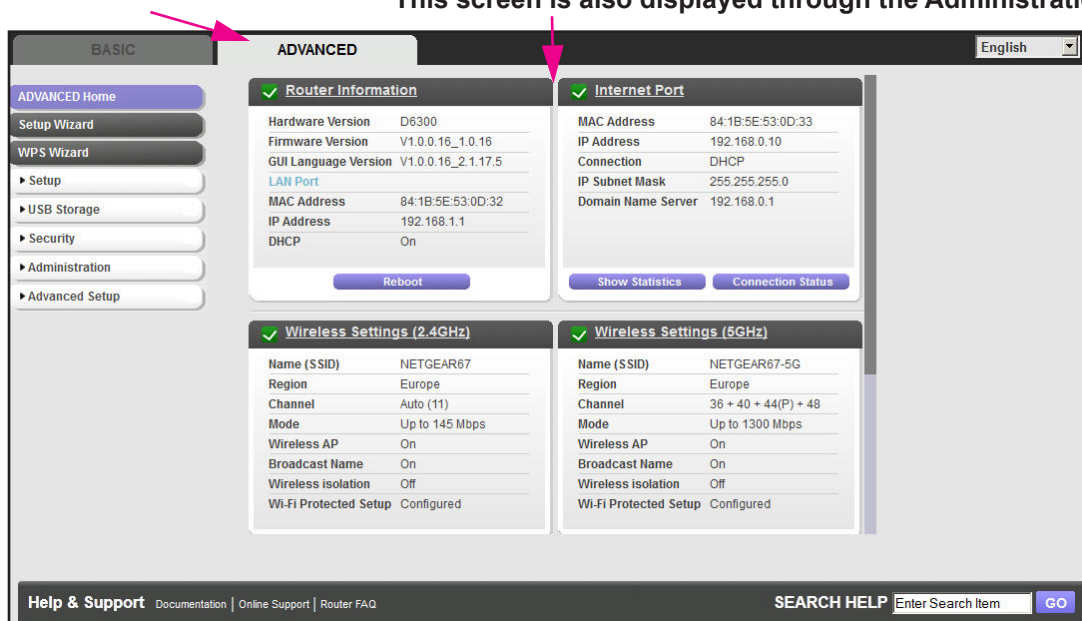 This screen is also displayed through the Administrati
BASIC
ADVANCED
English
ADVANCED Home
Setup Wizard
WPS Wizard
Setup
USB Storage
Security
Administration
Advanced Setup
Router Information
Hardware Version D6300
Firmware Version V1.0.0.16_1.0.16
GUI Language Version V1.0.0.16_2.1.17.5
LAN Port
MAC Address 84:1B:5E:53:0D:32
IP Address 192.168.1.1
DHCP On
Reboot
Internet Port
MAC Address 84:1B:5E:53:0D:33
IP Address 192.168.0.10
Connection DHCP
IP Subnet Mask 255.255.255.0
Domain Name Server 192.168.0.1
Show Statistics Connection Status
Wireless Settings (2.4GHz)
Name (SSID) NETGEAR67
Region Europe
Channel Auto (11)
Mode Up to 145 Mbps
Wireless AP On
Broadcast Name On
Wireless isolation Off
Wi-Fi Protected Setup Configured
Wireless Settings (5GHz)
Name (SSID) NETGEAR67-5G
Region Europe
Channel 36 + 40 + 44(P) + 48
Mode Up to 1300 Mbps
Wireless AP On
Broadcast Name On
Wireless isolation Off
Wi-Fi Protected Setup Configured
Help & Support Documentation | Online Support | Router FAQ
SEARCH HELP Enter Search Item GO